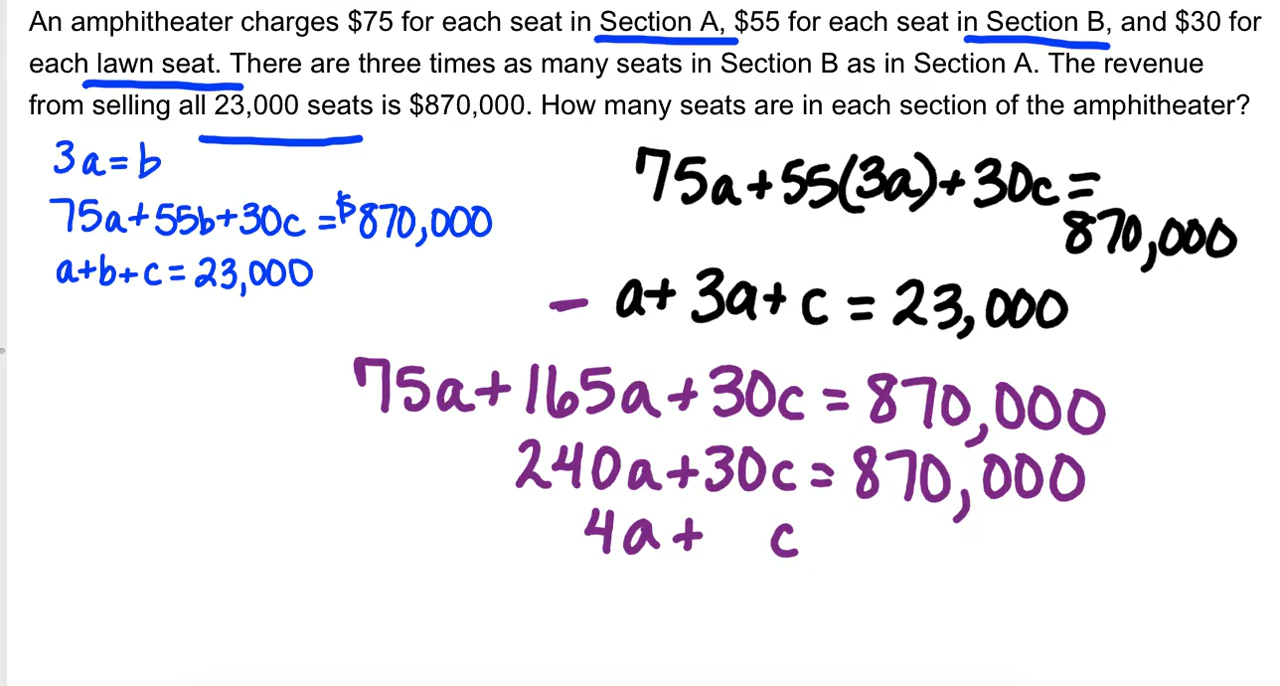 An amphitheater charges $75 for each seat in Section A, $55 for each seat in Section B, and $30 for
each lawn seat. There are three times as many seats in Section B as in Section A. The revenue
from selling all 23,000 seats is $870,000. How many seats are in each section of the amphitheater?
3a=b
75a+55b+30c=$870,000
a+b+c=23,000
75a+55(3a)+30c=
870,000
- a+3a+c=23,000
75a+165a+30c=870,000
240a+30c=870,000
4a+ c